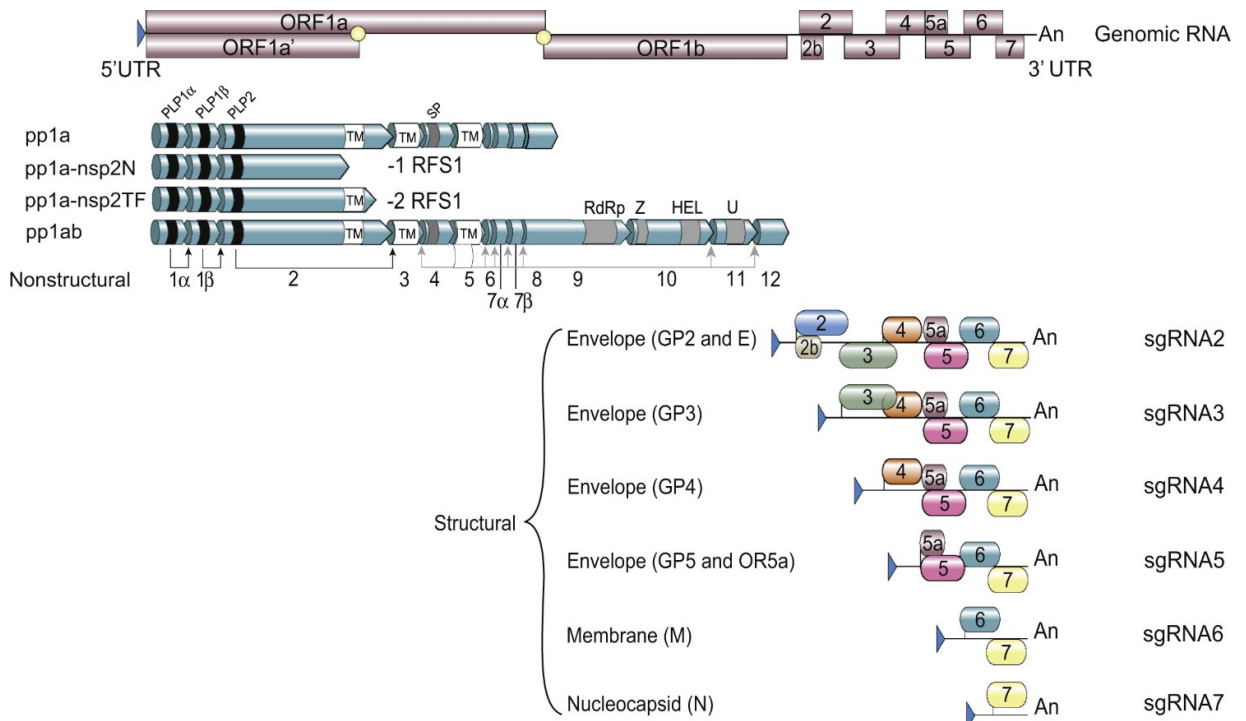 ORF1a 2 4 5a 6 An Genomic RNA
ORF1a' ORF1b 2b 3 5 7
5'UTR 3' UTR
PLP1α PLP1β PLP2 SP
pp1a TM TM TM
pp1a-nsp2N -1 RFS1
pp1a-nsp2TF TM -2 RFS1
RdRp Z HEL U
pp1ab TM TM TM
Nonstructural 1α 1β 2 3 4 5 6 8 9 10 11 12
7α 7β
Structural
Envelope (GP2 and E) 2 2b 3 4 5a 5 6 7 An sgRNA2
Envelope (GP3) 3 4 5a 5 6 7 An sgRNA3
Envelope (GP4) 4 5a 5 6 7 An sgRNA4
Envelope (GP5 and OR5a) 5a 5 6 7 An sgRNA5
Membrane (M) 6 7 An sgRNA6
Nucleocapsid (N) 7 An sgRNA7